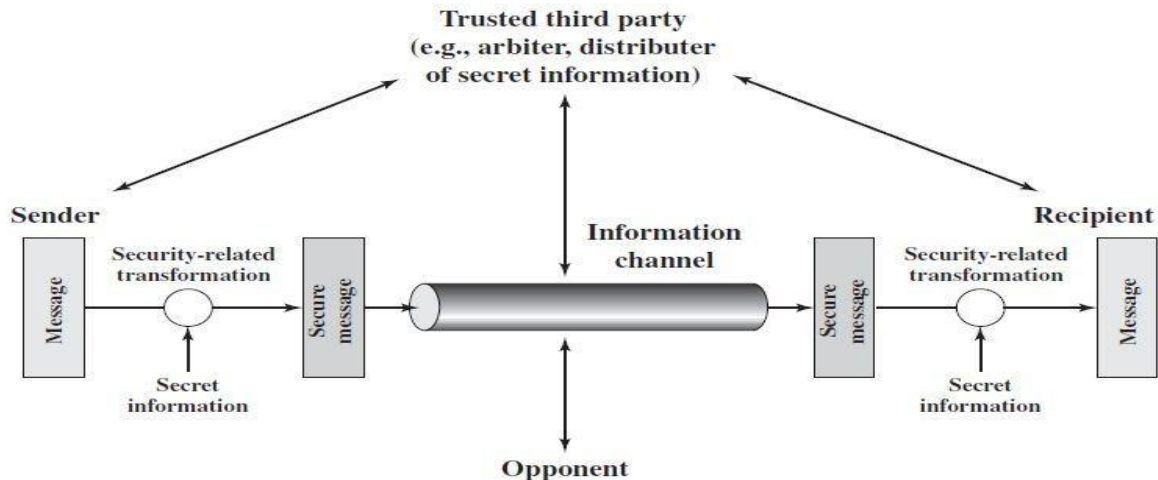 Trusted third party
(e.g., arbiter, distributer
of secret information)
Sender
Recipient
Information
channel
Security-related
transformation
Security-related
transformation
Message
Secure
message
Secure
message
Message
Secret
information
Secret
information
Opponent